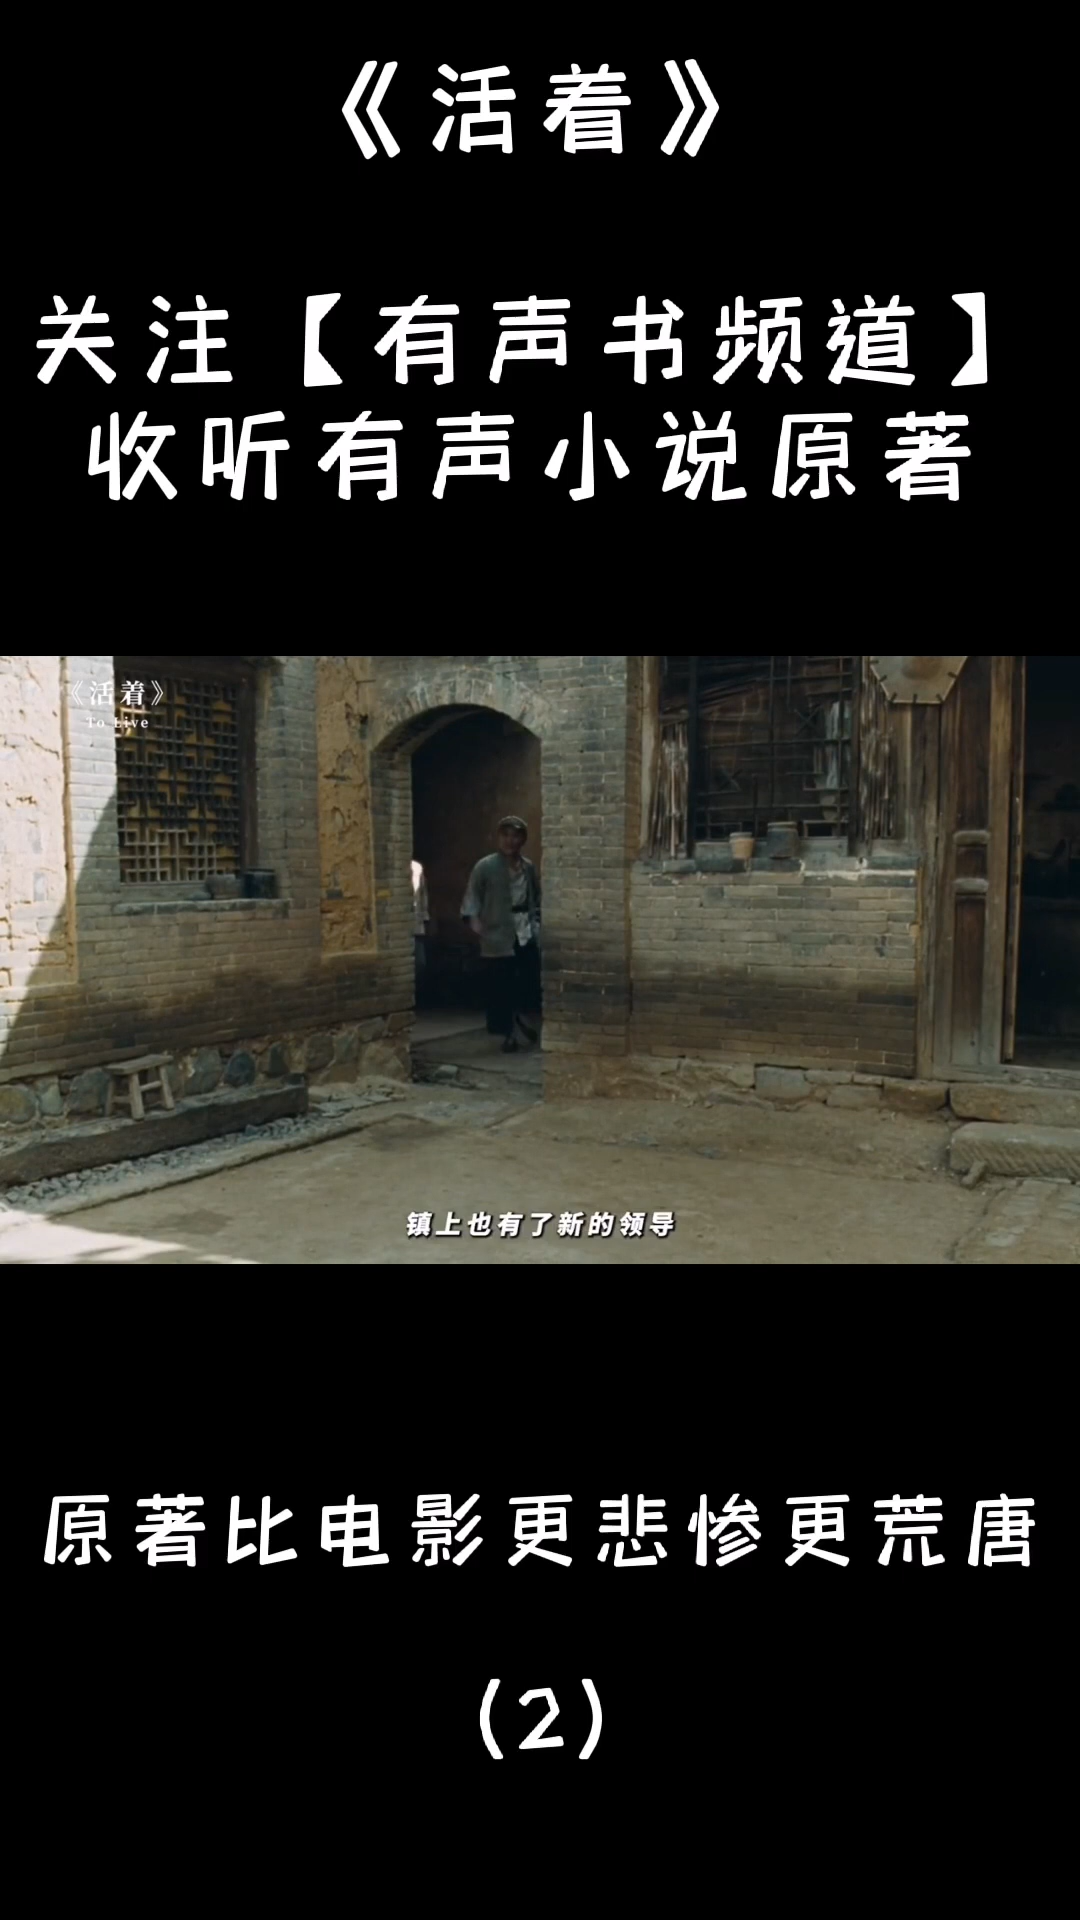 《活着》
关注【有声书频道】
收听有声小说原著
《活着》
To Live
镇上也有了新的领导
原著比电影更悲惨更荒唐
(2)